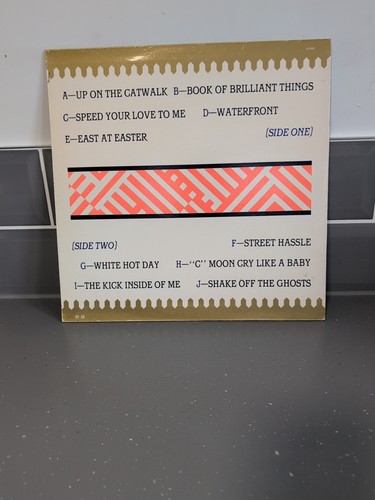 A—UP ON THE CATWALK B—BOOK OF BRILLIANT THINGS
C—SPEED YOUR LOVE TO ME D—WATERFRONT
E—EAST AT EASTER (SIDE ONE)
(SIDE TWO) F—STREET HASSLE
G—WHITE HOT DAY H—“C” MOON CRY LIKE A BABY
I—THE KICK INSIDE OF ME J—SHAKE OFF THE GHOSTS